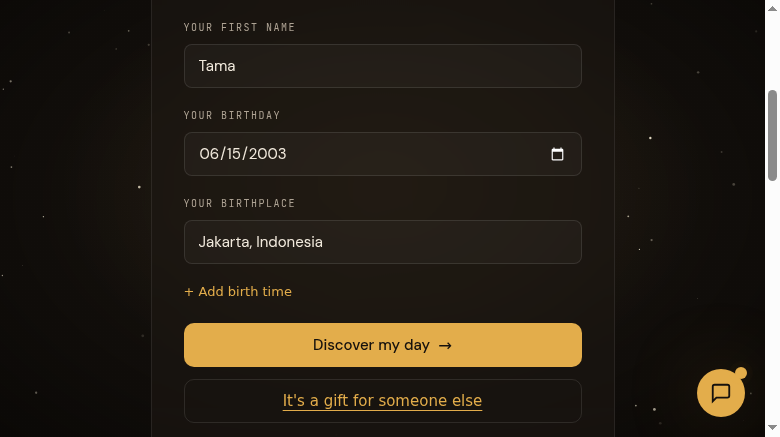 YOUR FIRST NAME
Tama
YOUR BIRTHDAY
06/15/2003
YOUR BIRTHPLACE
Jakarta, Indonesia
+ Add birth time
Discover my day →
It's a gift for someone else